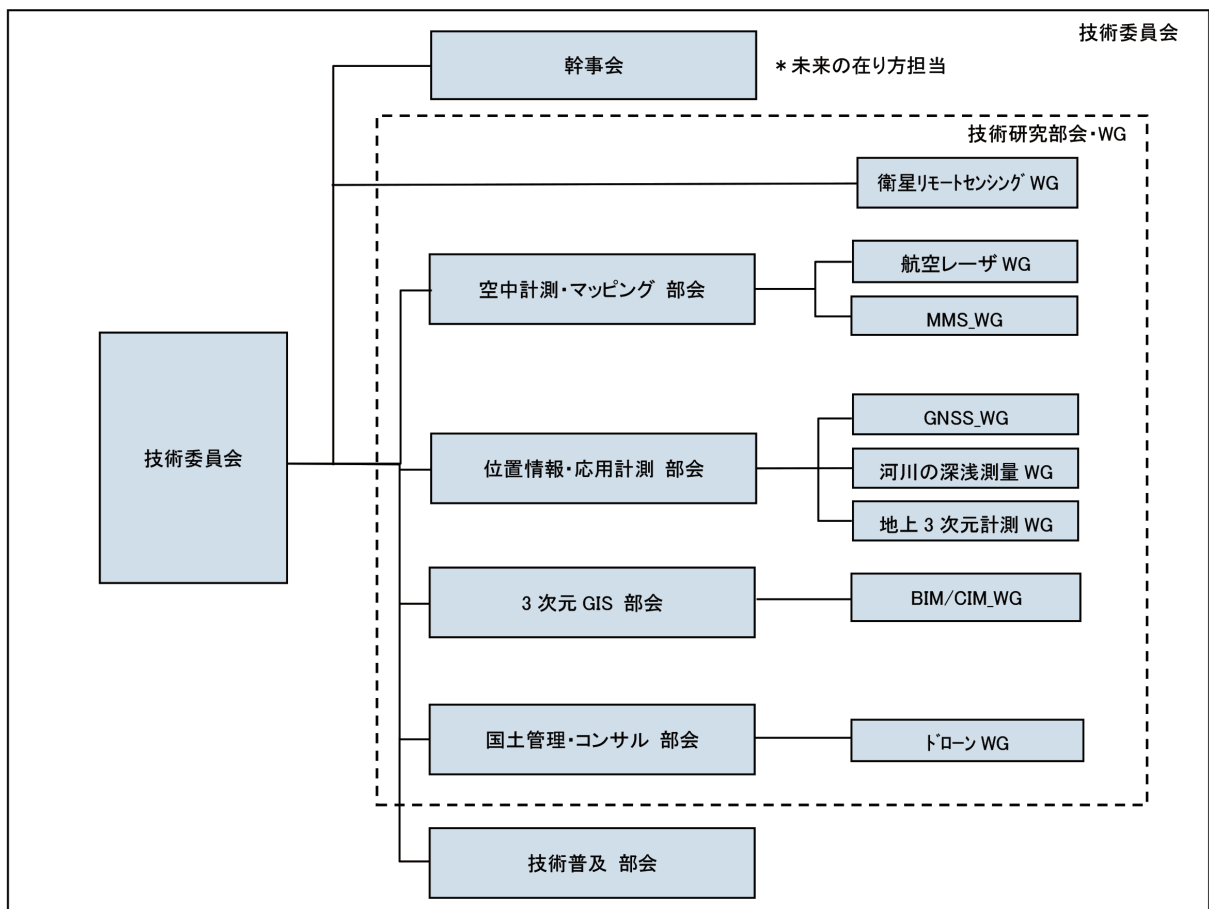 技術委員会
幹事会
*未来の在り方担当
技術研究部会・WG
衛星ﾘﾓｰﾄｾﾝｼﾝｸﾞ WG
空中計測・マッピング 部会
航空レーザ WG
MMS_WG
技術委員会
位置情報・応用計測 部会
GNSS_WG
河川の深浅測量 WG
地上 3 次元計測 WG
3 次元 GIS 部会
BIM/CIM_WG
国土管理・コンサル 部会
ﾄﾞﾛｰﾝ WG
技術普及 部会